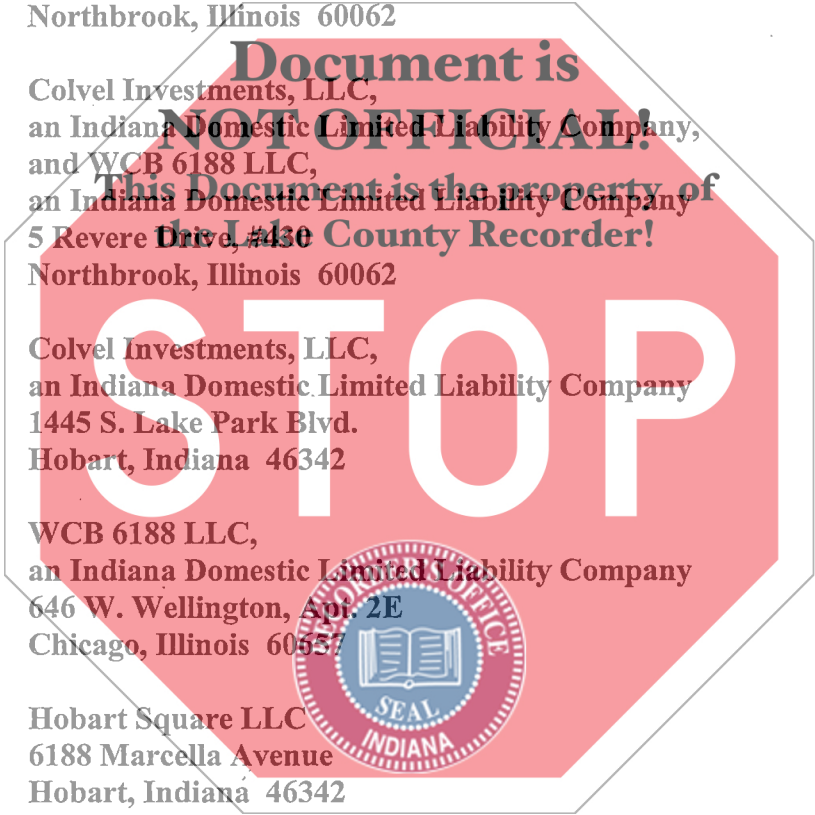 Northbrook, Illinois 60062
Document is
Colvel Investments, LLC,
NOT OFFICIAL!
an Indiana Domestic Limited Liability Company,
and WCB 6188 LLC,
This Document is the property of
an Indiana Domestic Limited Liability Company
the Lake County Recorder!
5 Revere Drive, #430
Northbrook, Illinois 60062
STOP
Colvel Investments, LLC,
an Indiana Domestic Limited Liability Company
1445 S. Lake Park Blvd.
Hobart, Indiana 46342
WCB 6188 LLC,
an Indiana Domestic Limited Liability Company
646 W. Wellington, Apt. 2E
Chicago, Illinois 60657
RECORDER'S OFFICE
SEAL
INDIANA
Hobart Square LLC
6188 Marcella Avenue
Hobart, Indiana 46342